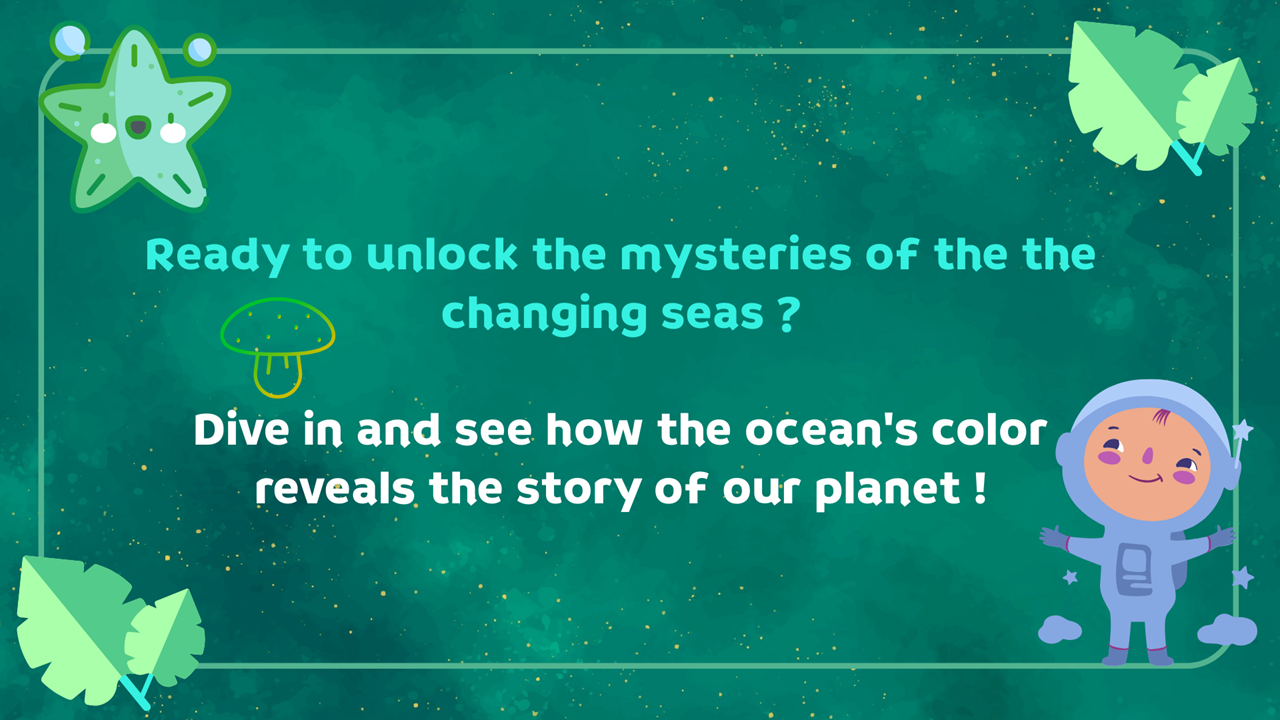 Ready to unlock the mysteries of the the
changing seas ?
Dive in and see how the ocean's color
reveals the story of our planet !